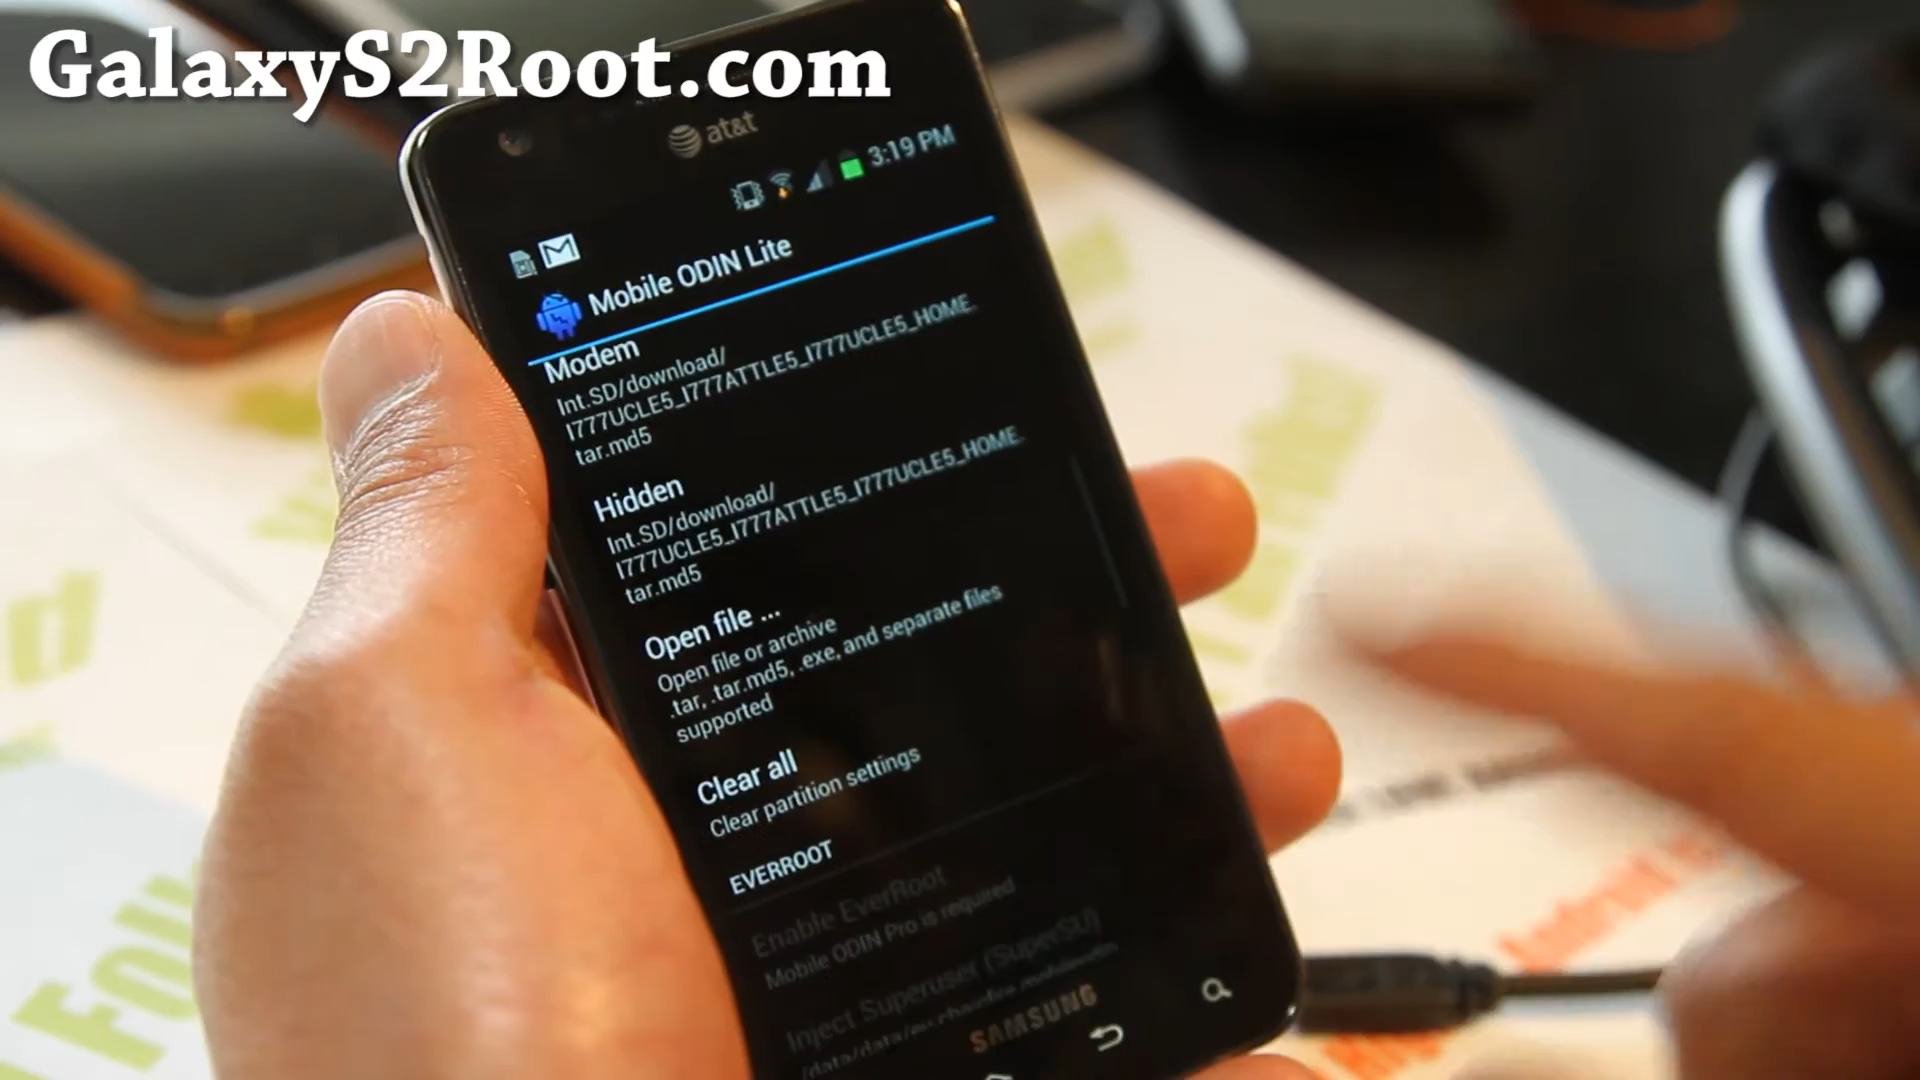 GalaxyS2Root.com
at&t
3:19 PM
Mobile ODIN Lite
Modem
Int.SD/download/
I777UCLE5_I777ATTLE5_I777UCLE5_HOME.
tar.md5
Hidden
Int.SD/download/
I777UCLE5_I777ATTLE5_I777UCLE5_HOME.
tar.md5
Open file ...
Open file or archive
.tar, .tar.md5, .exe, and separate files
supported
Clear all
Clear partition settings
EVERROOT
Enable EverRoot
Mobile ODIN Pro is required
Inject Superuser (SuperSU)
SAMSUNG